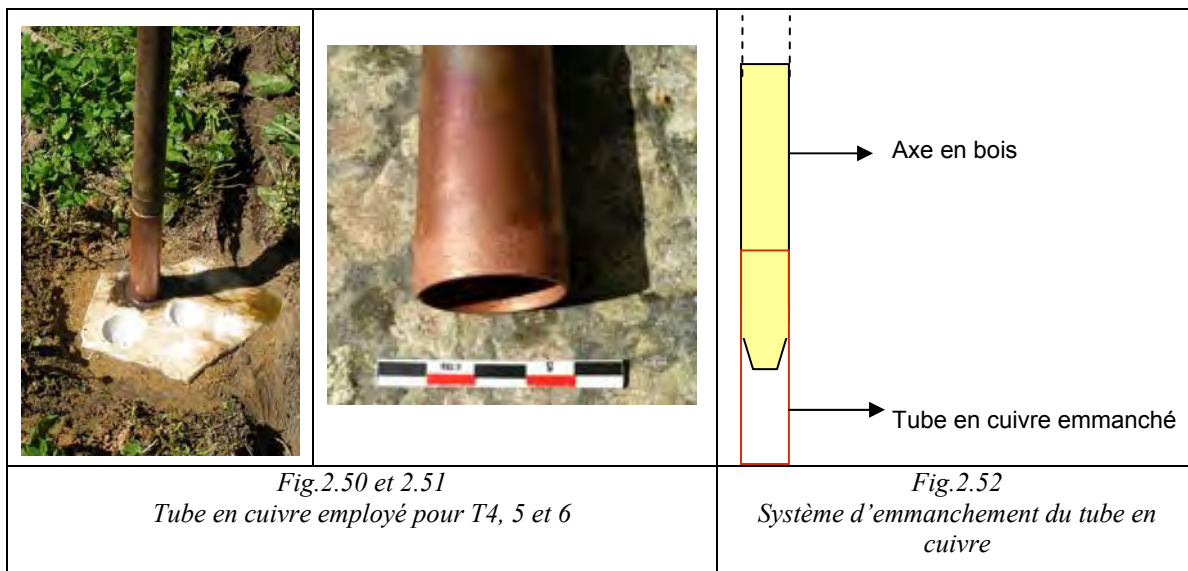 Axe en bois
Tube en cuivre emmanché
Fig.2.50 et 2.51
Tube en cuivre employé pour T4, 5 et 6
Fig.2.52
Système d'emmanchement du tube en
cuivre